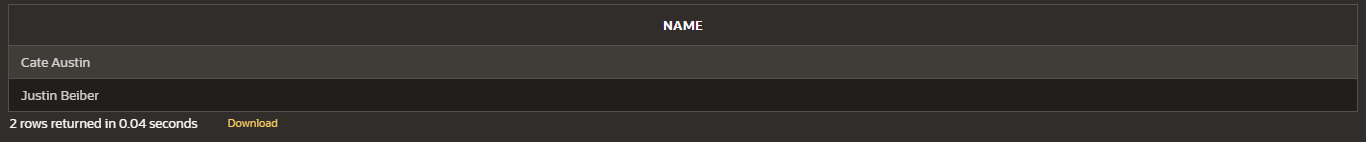 NAME
Cate Austin
Justin Beiber
2 rows returned in 0.04 seconds Download